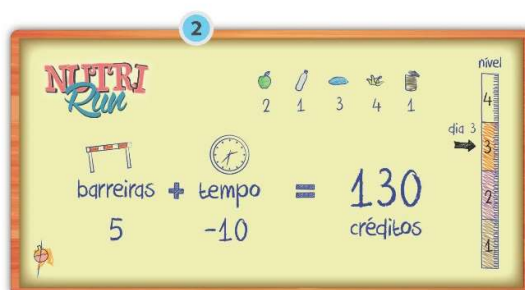 2
NUTRI
Run
nível
2 1 3 4 1
4
dia 3
3
barreiras + tempo = 130
2
5 -10 créditos
1